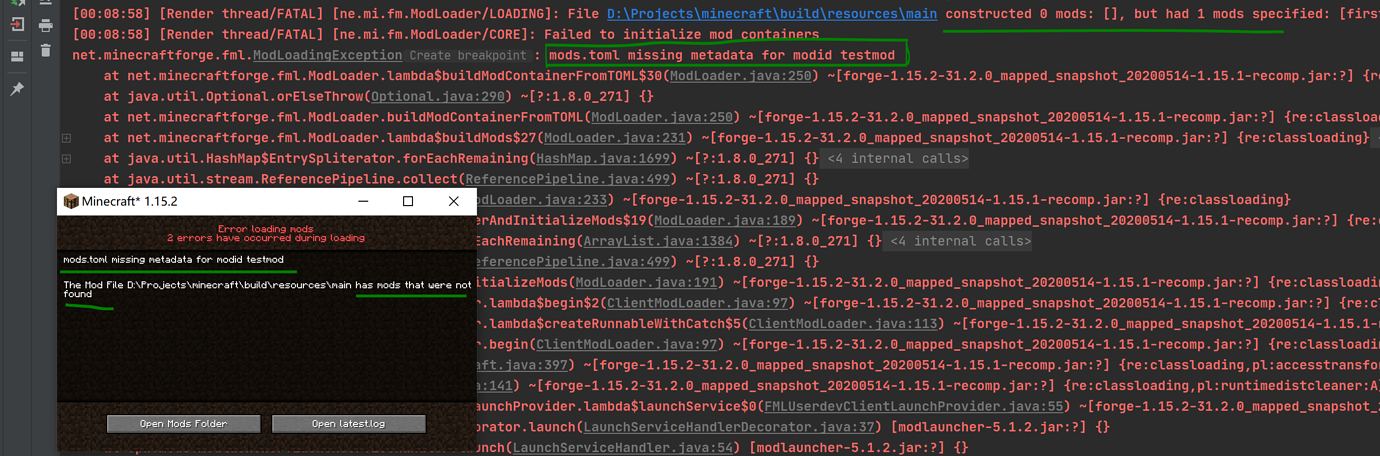 [00:08:58] [Render thread/FATAL] [ne.mi.fm.ModLoader/LOADING]: File D:\Projects\minecraft\build\resources\main constructed 0 mods: [], but had 1 mods specified: [first
[00:08:58] [Render thread/FATAL] [ne.mi.fm.ModLoader/CORE]: Failed to initialize mod containers
net.minecraftforge.fml.ModLoadingException Create breakpoint : mods.toml missing metadata for modid testmod
at net.minecraftforge.fml.ModLoader.lambda$buildModContainerFromTOML$30(ModLoader.java:250) ~[forge-1.15.2-31.2.0_mapped_snapshot_20200514-1.15.1-recomp.jar:?] {re
at java.util.Optional.orElseThrow(Optional.java:290) ~[?:1.8.0_271] {}
at net.minecraftforge.fml.ModLoader.buildModContainerFromTOML(ModLoader.java:250) ~[forge-1.15.2-31.2.0_mapped_snapshot_20200514-1.15.1-recomp.jar:?] {re:classloa
at net.minecraftforge.fml.ModLoader.lambda$buildMods$27(ModLoader.java:231) ~[forge-1.15.2-31.2.0_mapped_snapshot_20200514-1.15.1-recomp.jar:?] {re:classloading}
at java.util.HashMap$EntrySpliterator.forEachRemaining(HashMap.java:1699) ~[?:1.8.0_271] {} <4 internal calls>
at java.util.stream.ReferencePipeline.collect(ReferencePipeline.java:499) ~[?:1.8.0_271] {}
odLoader.java:233) ~[forge-1.15.2-31.2.0_mapped_snapshot_20200514-1.15.1-recomp.jar:?] {re:classloading}
erAndInitializeMods$19(ModLoader.java:189) ~[forge-1.15.2-31.2.0_mapped_snapshot_20200514-1.15.1-recomp.jar:?] {re:c
EachRemaining(ArrayList.java:1384) ~[?:1.8.0_271] {} <4 internal calls>
ferencePipeline.java:499) ~[?:1.8.0_271] {}
itializeMods(ModLoader.java:191) ~[forge-1.15.2-31.2.0_mapped_snapshot_20200514-1.15.1-recomp.jar:?] {re:classloadin
r.lambda$begin$2(ClientModLoader.java:97) ~[forge-1.15.2-31.2.0_mapped_snapshot_20200514-1.15.1-recomp.jar:?] {re:cl
r.lambda$createRunnableWithCatch$5(ClientModLoader.java:113) ~[forge-1.15.2-31.2.0_mapped_snapshot_20200514-1.15.1-r
r.begin(ClientModLoader.java:97) ~[forge-1.15.2-31.2.0_mapped_snapshot_20200514-1.15.1-recomp.jar:?] {re:classloadin
aft.java:397) ~[forge-1.15.2-31.2.0_mapped_snapshot_20200514-1.15.1-recomp.jar:?] {re:classloading,pl:accesstransfor
a:141) ~[forge-1.15.2-31.2.0_mapped_snapshot_20200514-1.15.1-recomp.jar:?] {re:classloading,pl:runtimedistcleaner:A}
aunchProvider.lambda$launchService$0(FMLUserdevClientLaunchProvider.java:55) ~[forge-1.15.2-31.2.0_mapped_snapshot_2
orator.launch(LaunchServiceHandlerDecorator.java:37) [modlauncher-5.1.2.jar:?] {}
nch(LaunchServiceHandler.java:54) [modlauncher-5.1.2.jar:?] {}
Minecraft* 1.15.2
Error loading mods
2 errors have occurred during loading
mods.toml missing metadata for modid testmod
The Mod File D:\Projects\minecraft\build\resources\main has mods that were not
found
Open Mods Folder
Open latest.log